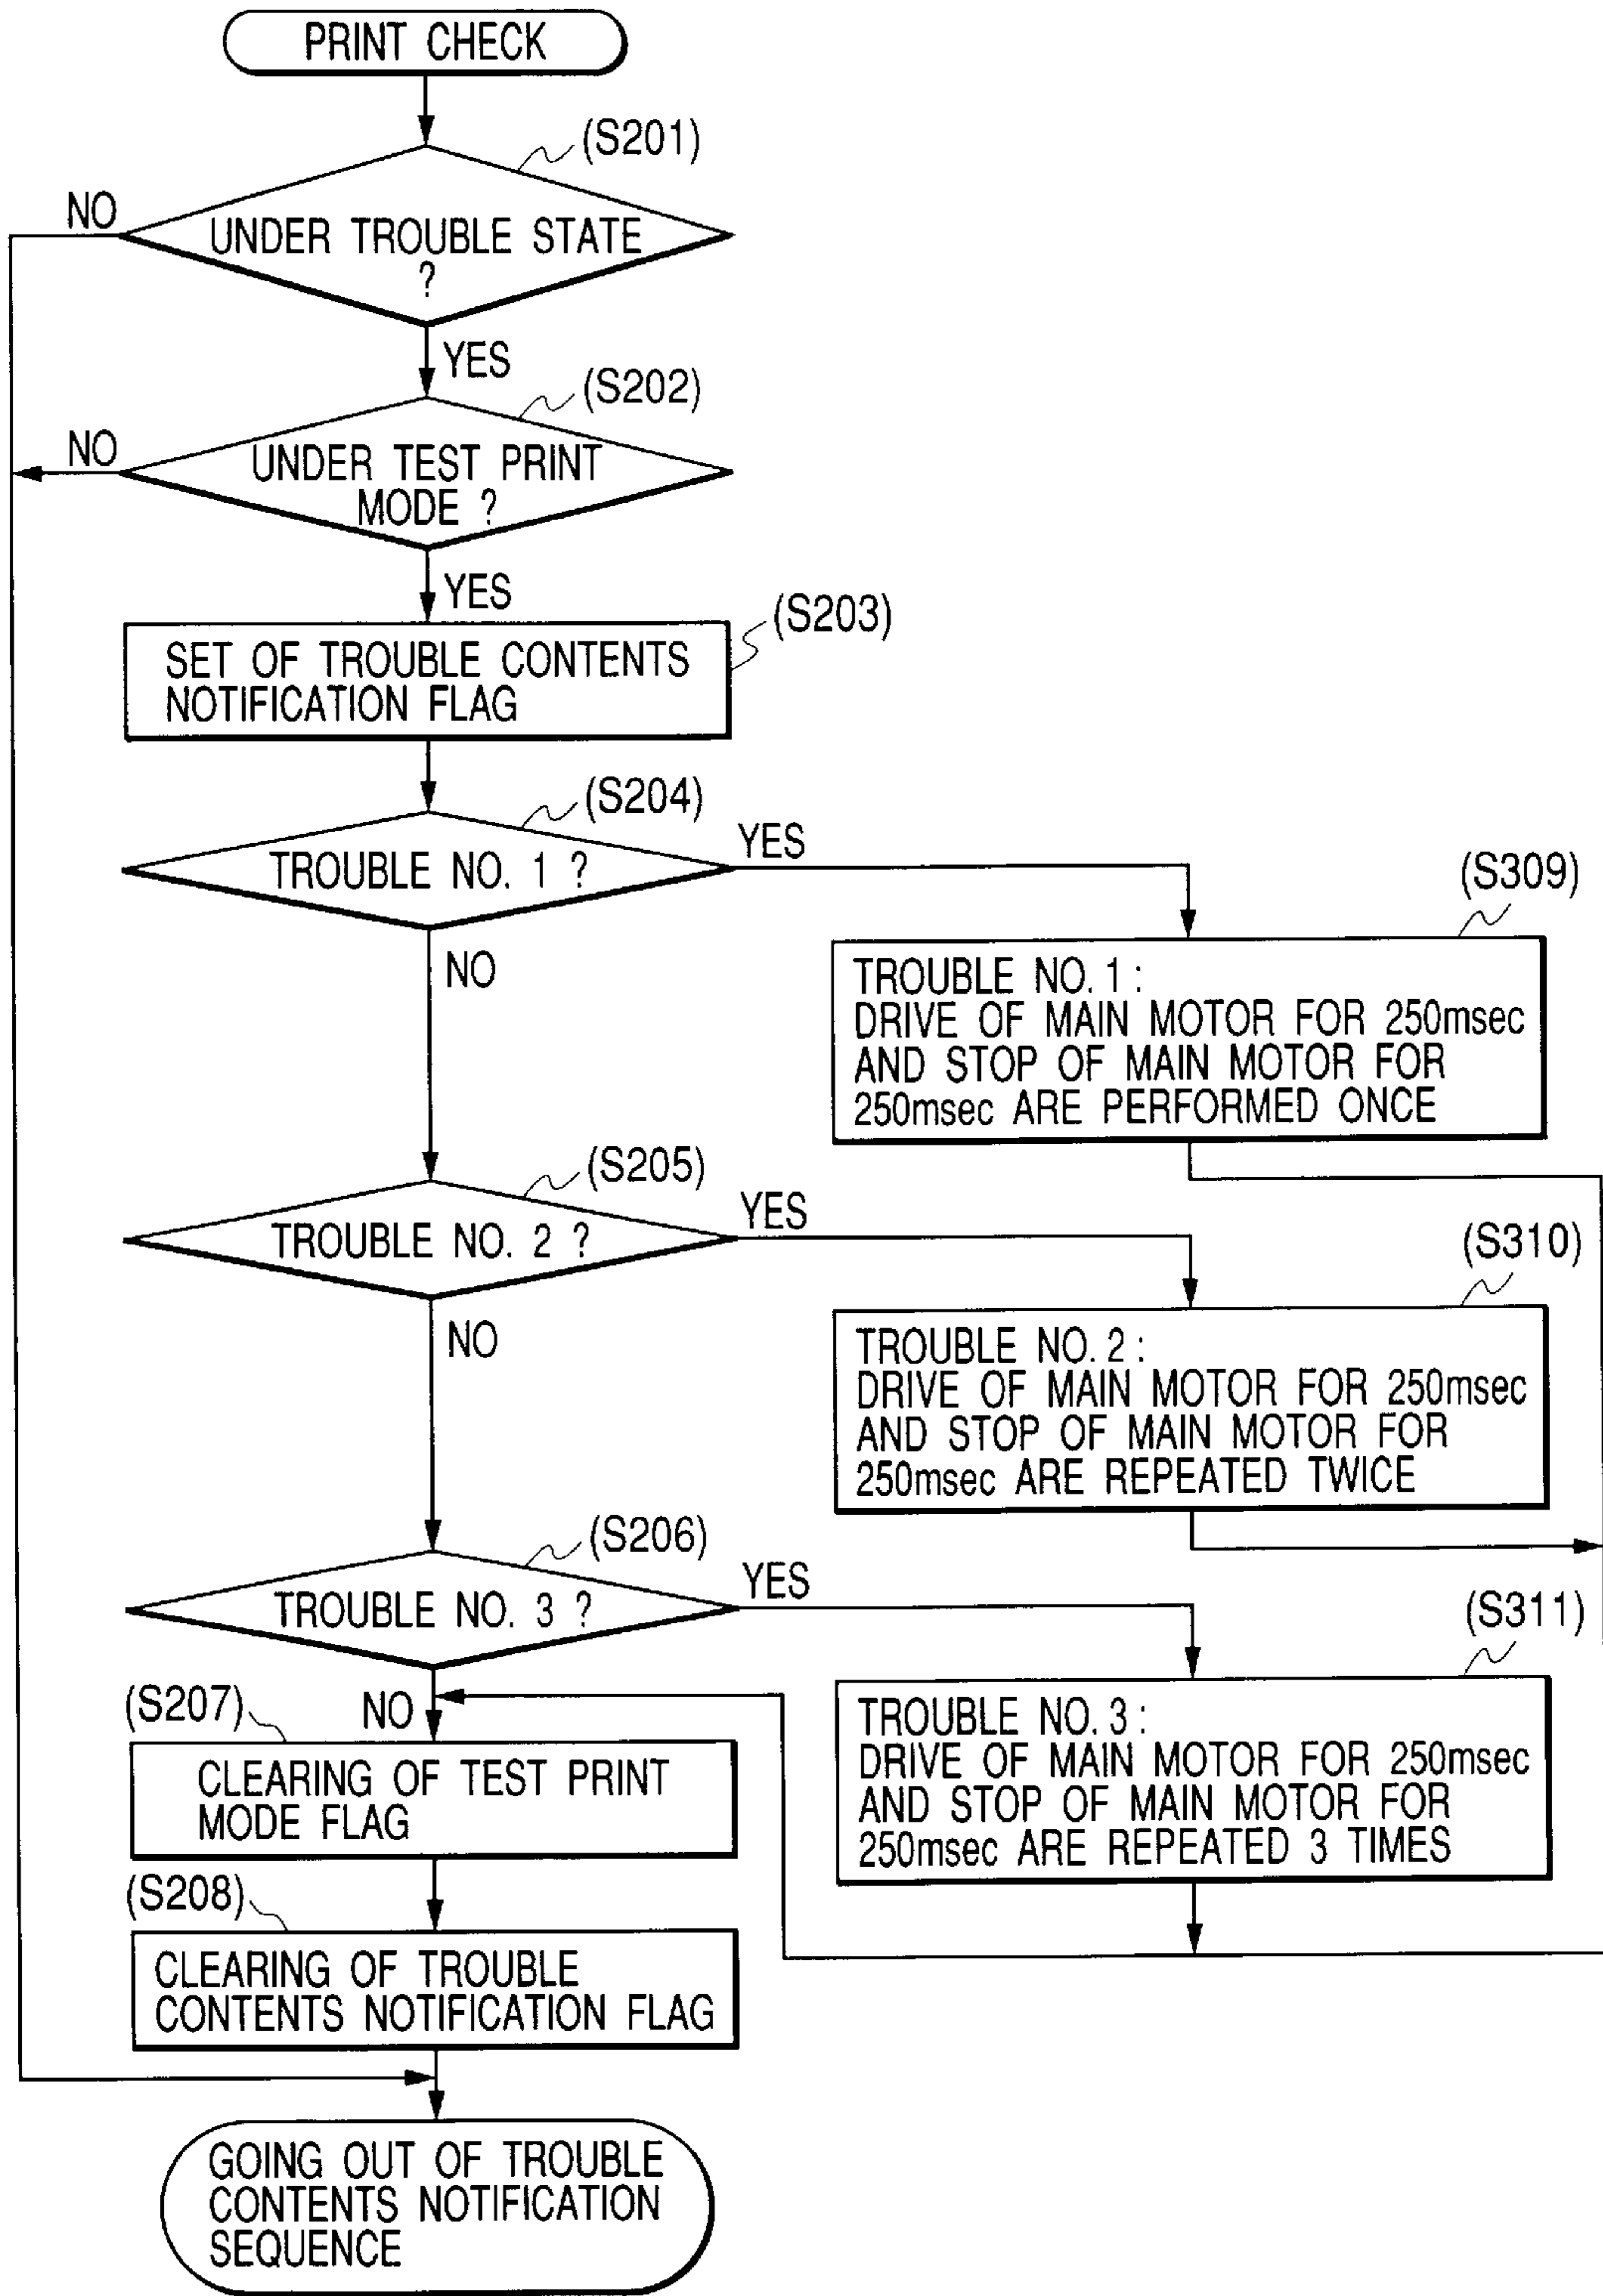 PRINT CHECK
(S201)
NO
UNDER TROUBLE STATE
?
YES
(S202)
NO
UNDER TEST PRINT
MODE ?
YES
(S203)
SET OF TROUBLE CONTENTS
NOTIFICATION FLAG
(S204)
YES
TROUBLE NO. 1 ?
NO
(S309)
TROUBLE NO. 1 :
DRIVE OF MAIN MOTOR FOR 250msec
AND STOP OF MAIN MOTOR FOR
250msec ARE PERFORMED ONCE
(S205)
YES
TROUBLE NO. 2 ?
NO
(S310)
TROUBLE NO. 2 :
DRIVE OF MAIN MOTOR FOR 250msec
AND STOP OF MAIN MOTOR FOR
250msec ARE REPEATED TWICE
(S206)
YES
TROUBLE NO. 3 ?
NO
(S311)
TROUBLE NO. 3 :
DRIVE OF MAIN MOTOR FOR 250msec
AND STOP OF MAIN MOTOR FOR
250msec ARE REPEATED 3 TIMES
(S207)
CLEARING OF TEST PRINT
MODE FLAG
(S208)
CLEARING OF TROUBLE
CONTENTS NOTIFICATION FLAG
GOING OUT OF TROUBLE
CONTENTS NOTIFICATION
SEQUENCE